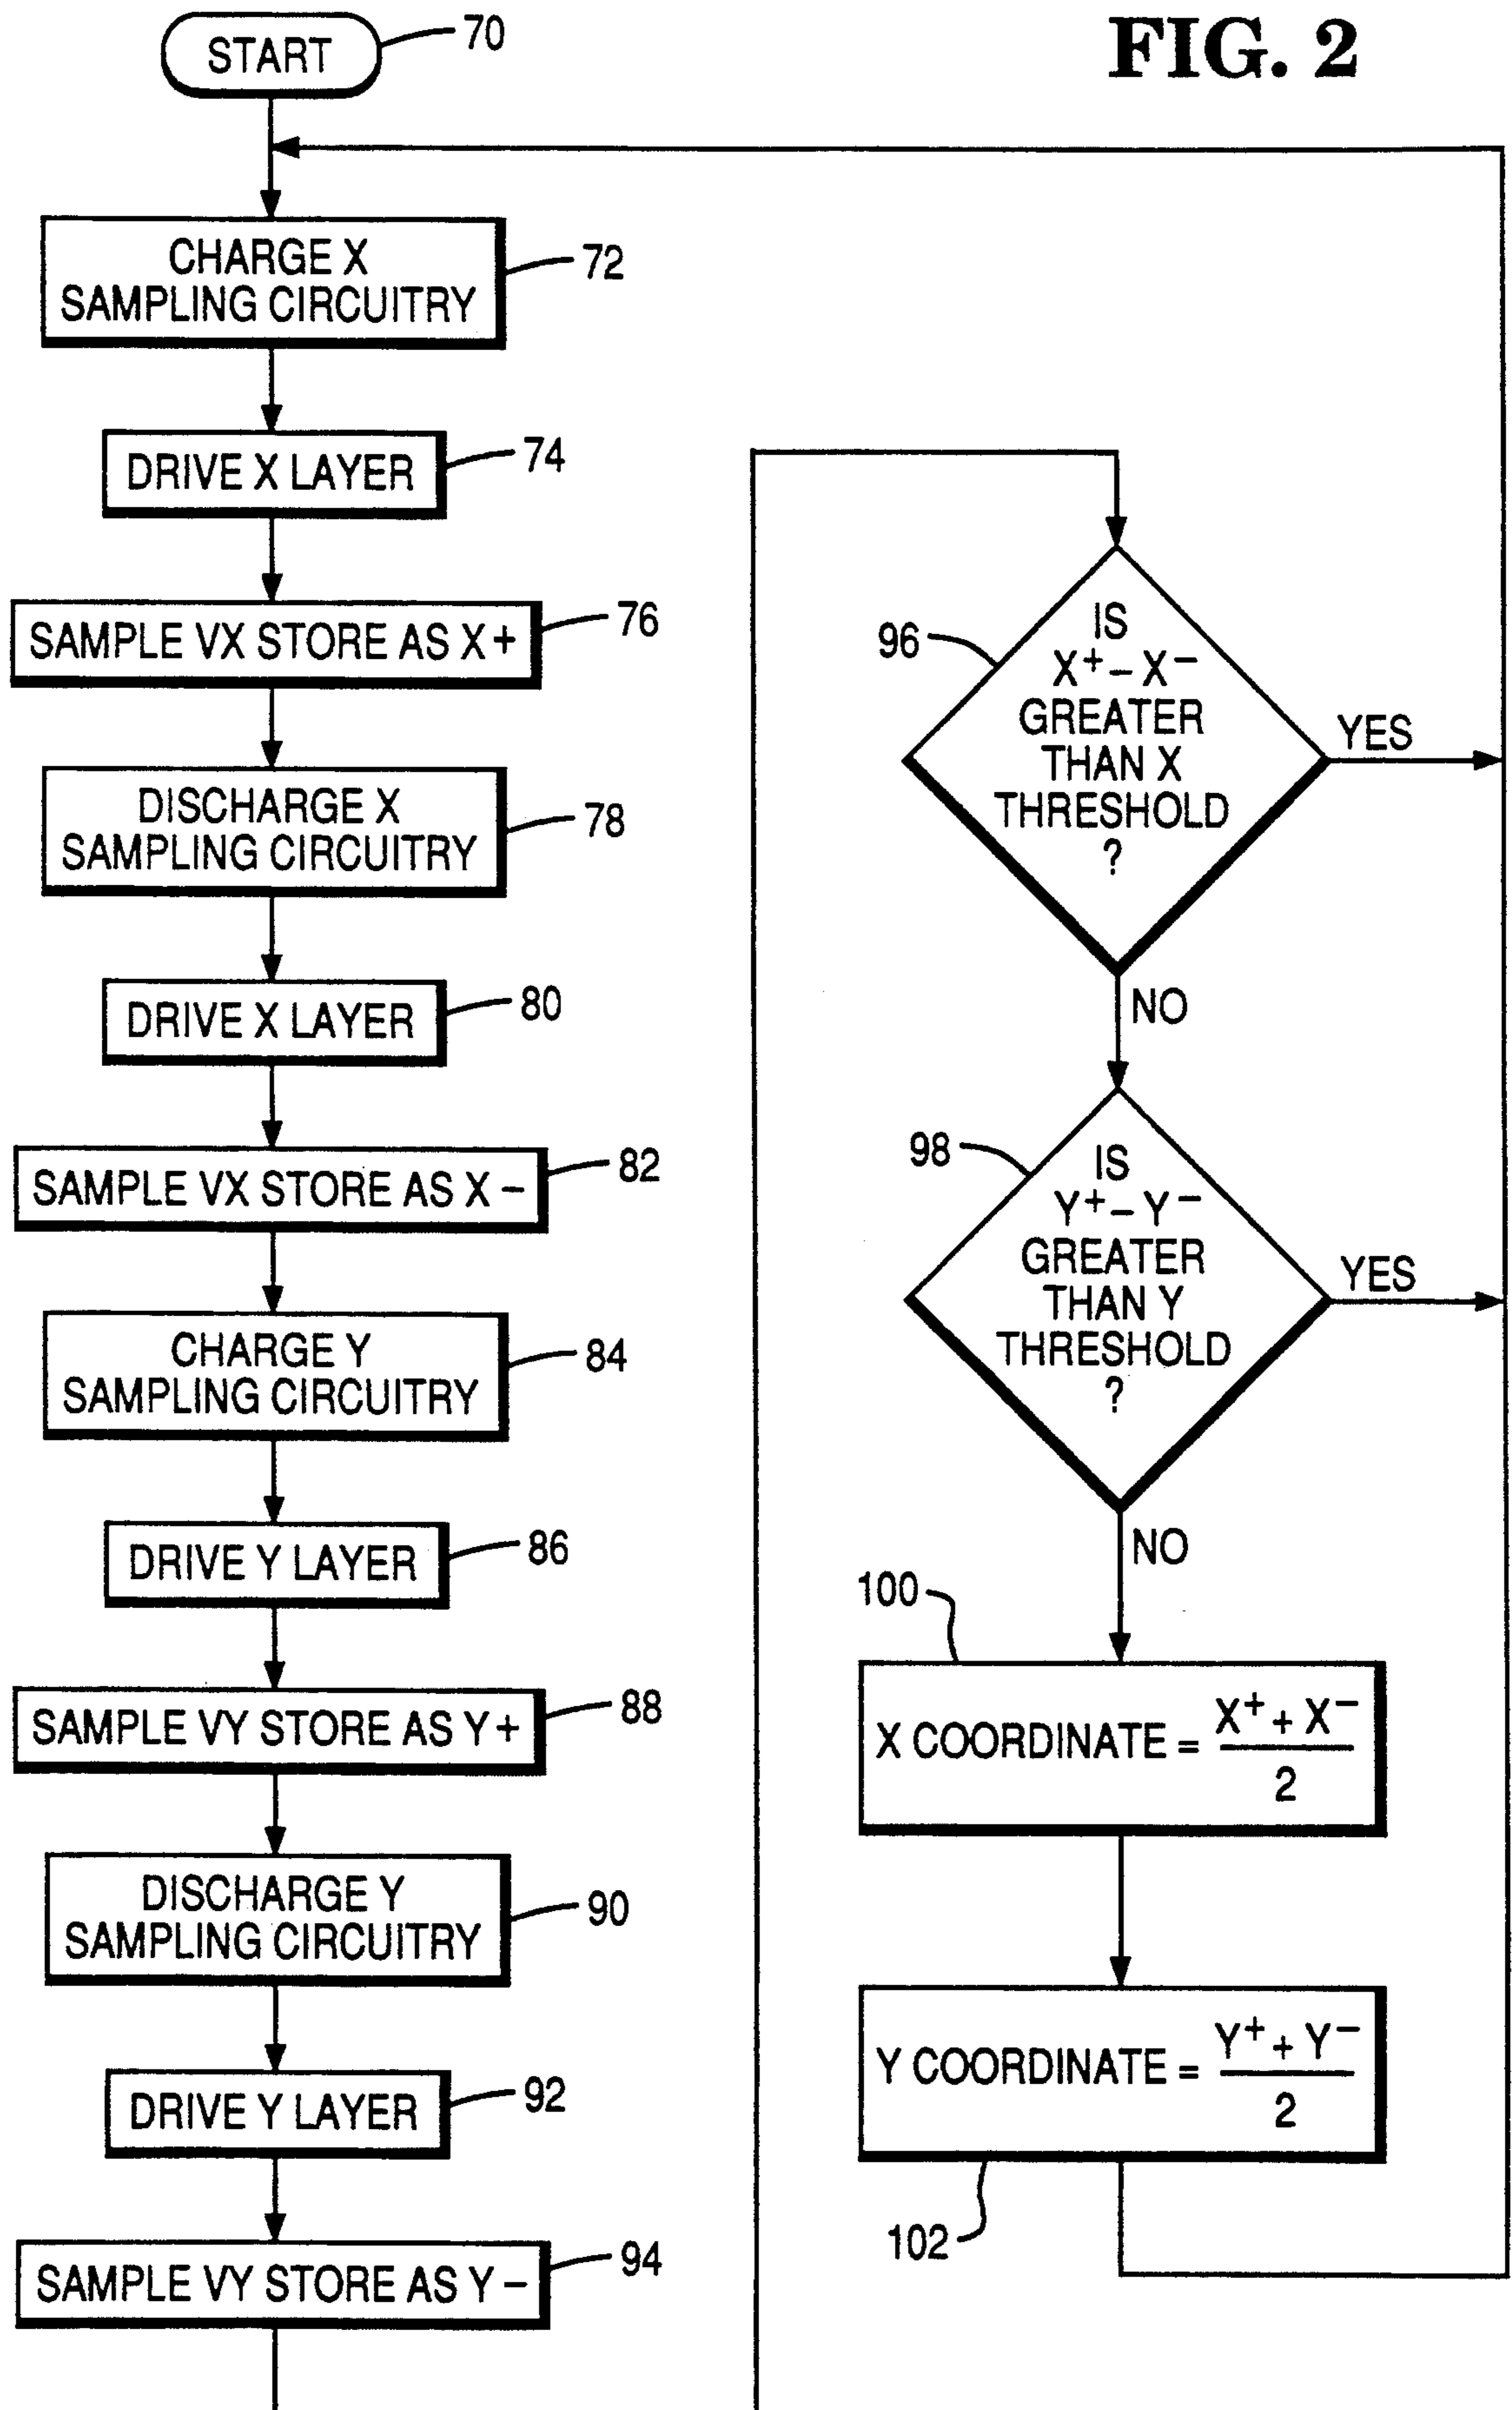 FIG. 2
START
70
CHARGE X
SAMPLING CIRCUITRY
72
DRIVE X LAYER
74
SAMPLE VX STORE AS X+
76
DISCHARGE X
SAMPLING CIRCUITRY
78
DRIVE X LAYER
80
SAMPLE VX STORE AS X−
82
CHARGE Y
SAMPLING CIRCUITRY
84
DRIVE Y LAYER
86
SAMPLE VY STORE AS Y+
88
DISCHARGE Y
SAMPLING CIRCUITRY
90
DRIVE Y LAYER
92
SAMPLE VY STORE AS Y−
94
96
IS
X⁺ − X⁻
GREATER
THAN X
THRESHOLD
?
YES
NO
98
IS
Y⁺ − Y⁻
GREATER
THAN Y
THRESHOLD
?
YES
NO
100
X COORDINATE = X⁺ + X⁻
2
Y COORDINATE = Y⁺ + Y⁻
2
102